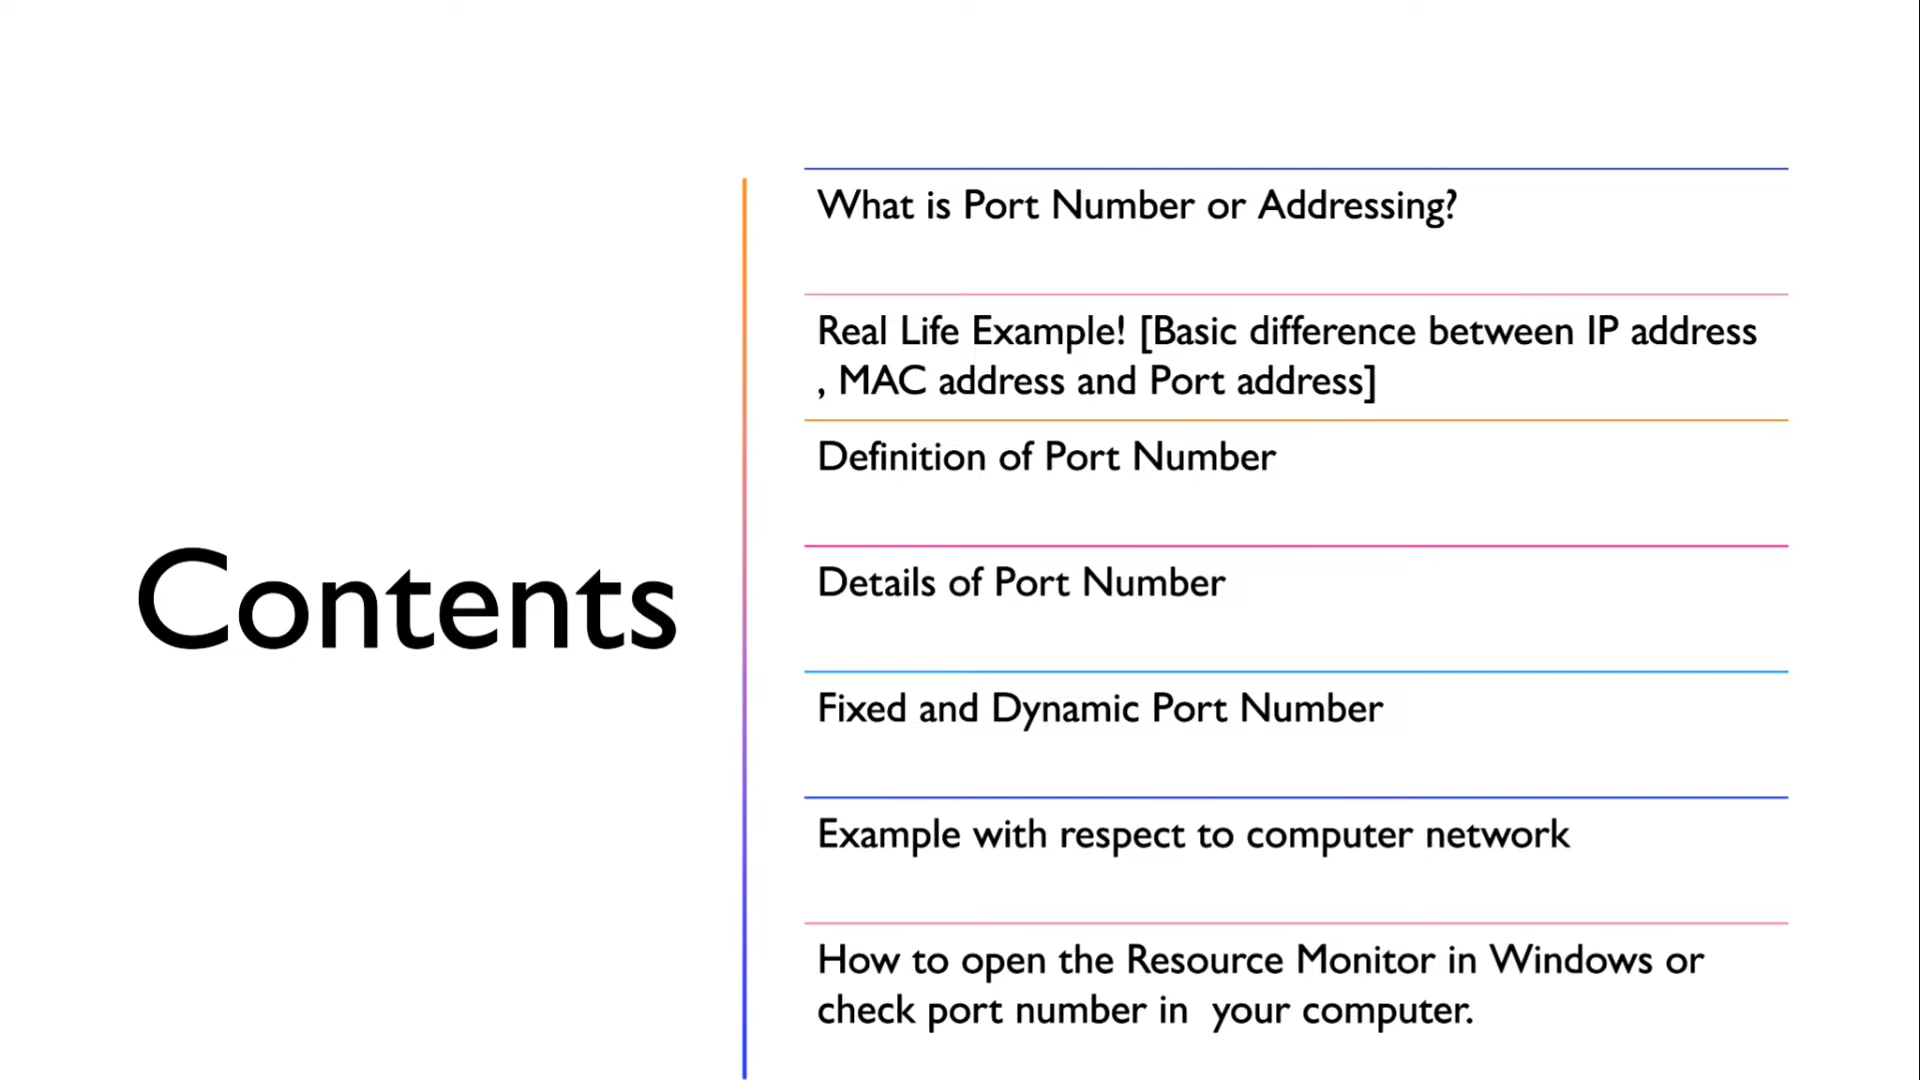 Contents
What is Port Number or Addressing?
Real Life Example! [Basic difference between IP address
, MAC address and Port address]
Definition of Port Number
Details of Port Number
Fixed and Dynamic Port Number
Example with respect to computer network
How to open the Resource Monitor in Windows or
check port number in  your computer.